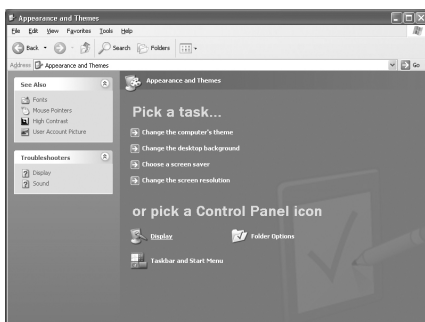 Appearance and Themes
File Edit View Favorites Tools Help
Back Search Folders
Address Appearance and Themes Go
See Also
Fonts
Mouse Pointers
High Contrast
User Account Picture
Troubleshooters
Display
Sound
Appearance and Themes
Pick a task...
Change the computer's theme
Change the desktop background
Choose a screen saver
Change the screen resolution
or pick a Control Panel icon
Display Folder Options
Taskbar and Start Menu